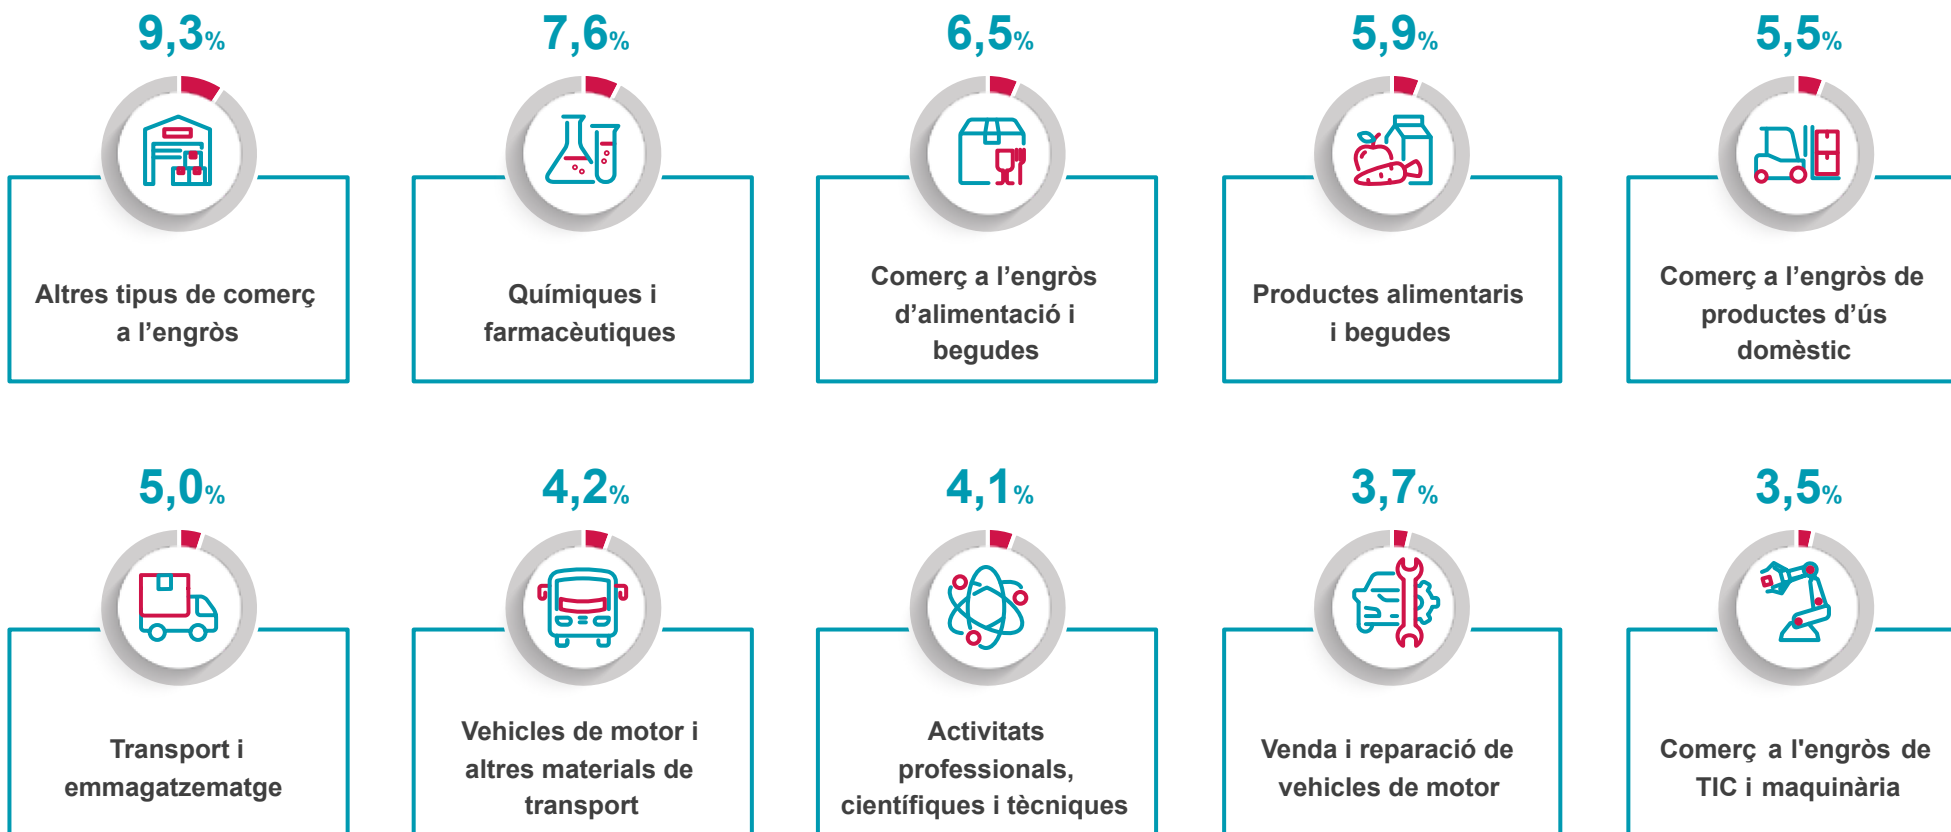 9,3%
7,6%
6,5%
5,9%
5,5%
Altres tipus de comerç
a l’engròs
Químiques i
farmacèutiques
Comerç a l’engròs
d’alimentació i
begudes
Productes alimentaris
i begudes
Comerç a l’engròs de
productes d’ús
domèstic
5,0%
4,2%
4,1%
3,7%
3,5%
Transport i
emmagatzematge
Vehicles de motor i
altres materials de
transport
Activitats
professionals,
científiques i tècniques
Venda i reparació de
vehicles de motor
Comerç a l'engròs de
TIC i maquinària